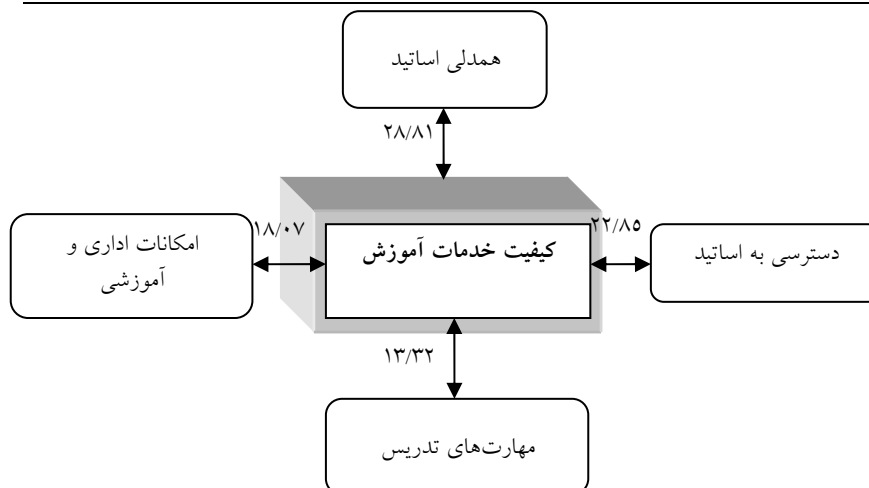 همدلی اساتید
۲۸/۸۱
۲۲/۸۵
۱۸/۰۷
کیفیت خدمات آموزش
دسترسی به اساتید
امکانات اداری و
آموزشی
۱۳/۳۲
مهارت‌های تدریس